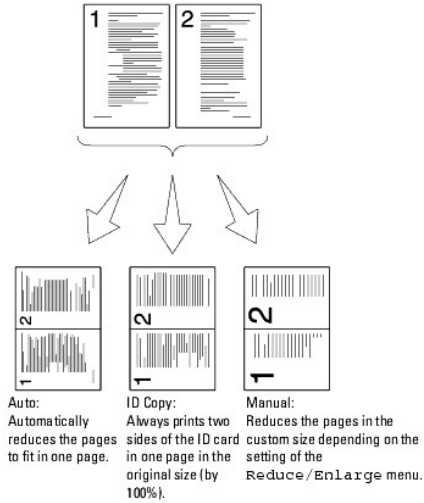 1 2
2 2 2
1 1 1
Auto:
Automatically
reduces the pages
to fit in one page.
ID Copy:
Always prints two
sides of the ID card
in one page in the
original size (by
100%).
Manual:
Reduces the pages in the
custom size depending on the
setting of the
Reduce/Enlarge menu.